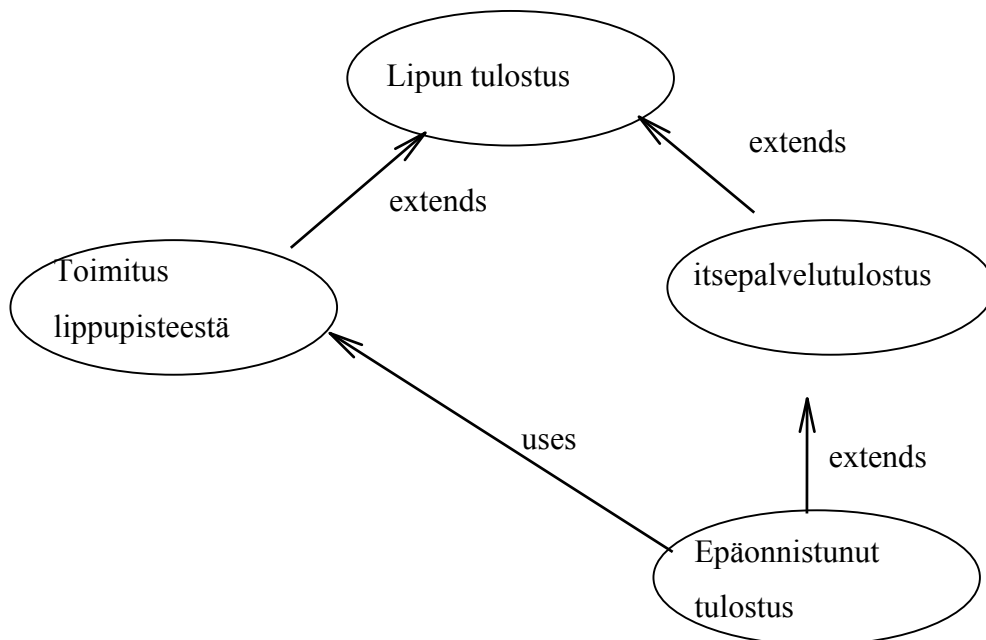 Lipun tulostus
extends
extends
Toimitus
lippupisteestä
itsepalvelutulostus
uses
extends
Epäonnistunut
tulostus